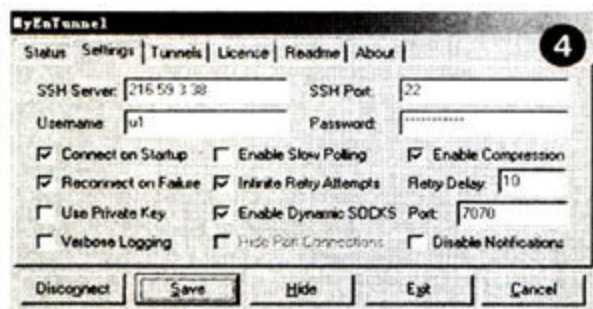 MyEnTunnel
4
Status Settings Tunnels Licence Readme About
SSH Server: 216 59 3 38 SSH Port: 22
Username: u1 Password: -----------
Connect on Startup Enable Slow Polling Enable Compression
Reconnect on Failure Infinite Retry Attempts Retry Delay: 10
Use Private Key Enable Dynamic SOCKS Port: 7070
Verbose Logging Hide Port Connections Disable Notifications
Disconnect Save Hide Exit Cancel